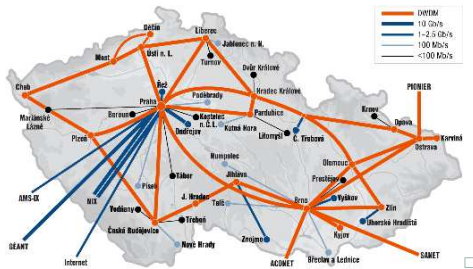 Děčín
Liberec
DWDM
10 Gb/s
1–2.5 Gb/s
100 Mb/s
<100 Mb/s
Jablonec n. N.
Ústí n. L.
Most
Turnov
Dvůr Králové
Cheb
Řež
Hradec Králové
Praha
Poděbrady
Mariánské
Lázně
Beroun
Kostelec
n.Č.L.
Pardubice
Krnov
Opava
PIONIER
Ondřejov
Kutná Hora
Litomyšl
Č. Třebová
Ostrava
Karviná
Plzeň
Olomouc
Humpolec
Prostějov
Písek
Tábor
Jihlava
Brno
Vyškov
Zlín
AMS-IX
NIX
J. Hradec
Telč
Vodňany
Třeboň
Uherské Hradiště
České Budějovice
Kyjov
GÉANT
Nové Hrady
Znojmo
Břeclav a Lednice
Internet
ACONET
SANET